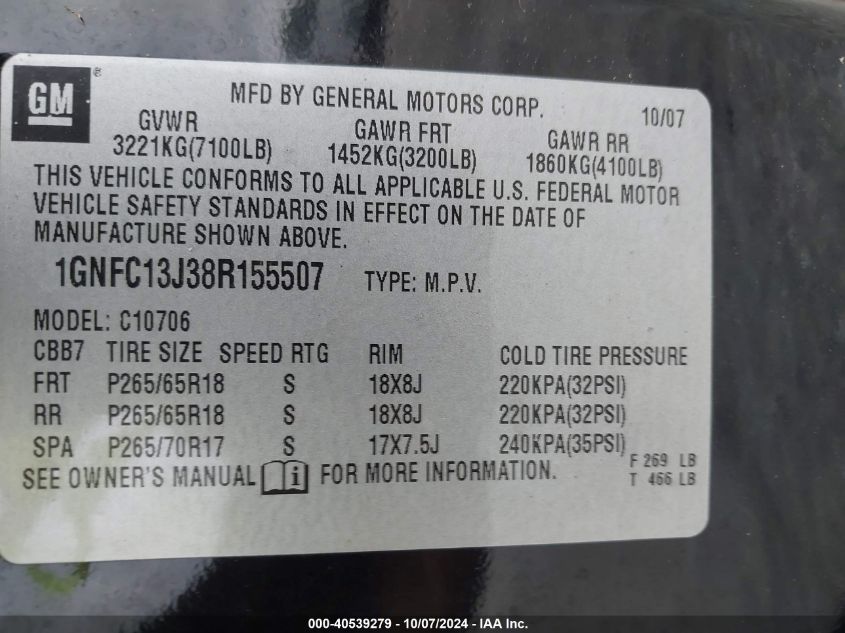 GM ®
MFD BY GENERAL MOTORS CORP. 10/07
GVWR GAWR FRT GAWR RR
3221KG(7100LB) 1452KG(3200LB) 1860KG(4100LB)
THIS VEHICLE CONFORMS TO ALL APPLICABLE U.S. FEDERAL MOTOR
VEHICLE SAFETY STANDARDS IN EFFECT ON THE DATE OF
MANUFACTURE SHOWN ABOVE.
1GNFC13J38R155507 TYPE: M.P.V.
MODEL: C10706
CBB7 TIRE SIZE SPEED RTG RIM COLD TIRE PRESSURE
FRT P265/65R18 S 18X8J 220KPA(32PSI)
RR P265/65R18 S 18X8J 220KPA(32PSI)
SPA P265/70R17 S 17X7.5J 240KPA(35PSI)
SEE OWNER'S MANUAL i FOR MORE INFORMATION.
F 269 LB
T 466 LB
000-40539279 - 10/07/2024 - IAA Inc.